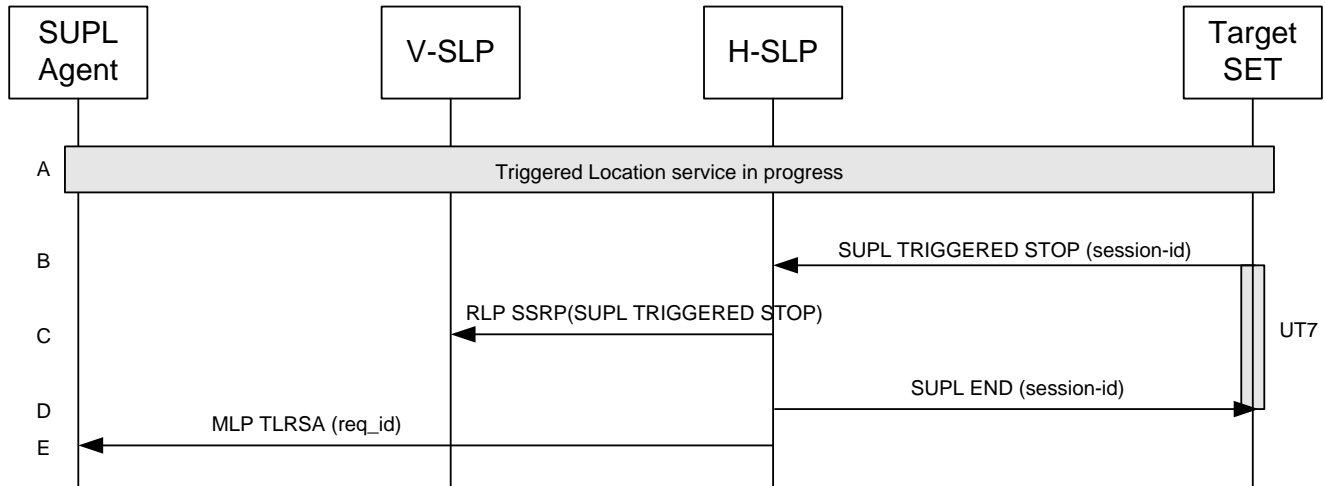 SUPL
Agent
V-SLP
H-SLP
Target
SET
A
Triggered Location service in progress
B
SUPL TRIGGERED STOP (session-id)
C
RLP SSRP(SUPL TRIGGERED STOP)
UT7
D
SUPL END (session-id)
E
MLP TLRSA (req_id)